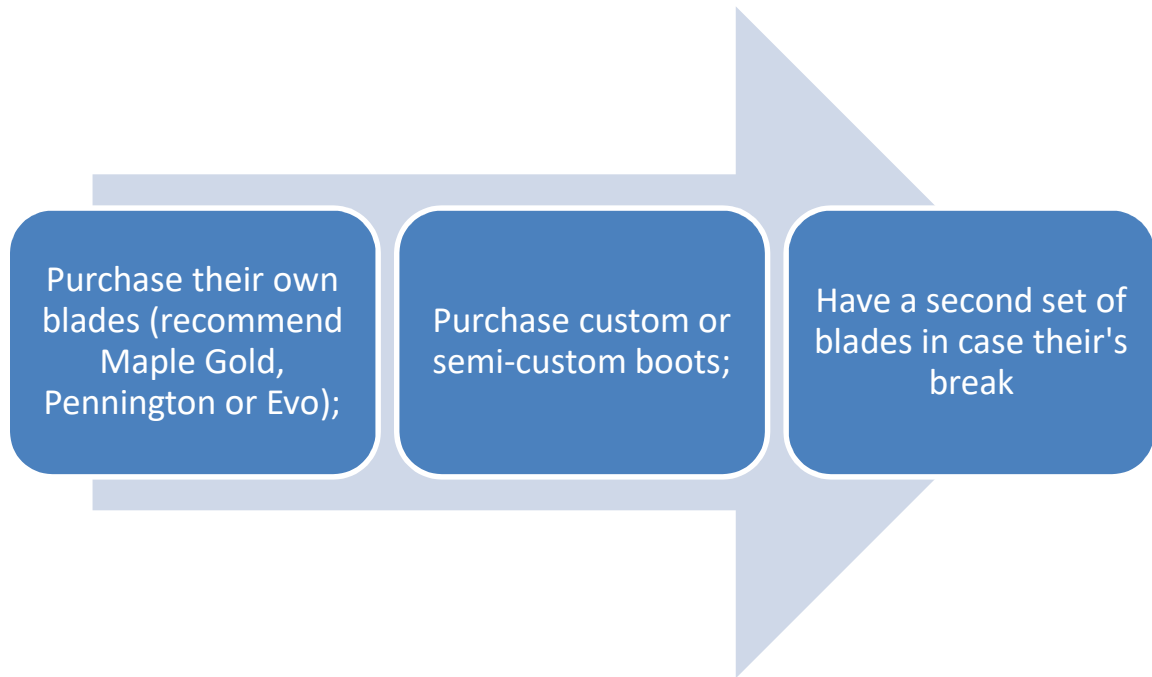 Purchase their own
blades (recommend
Maple Gold,
Pennington or Evo);
Purchase custom or
semi-custom boots;
Have a second set of
blades in case their's
break